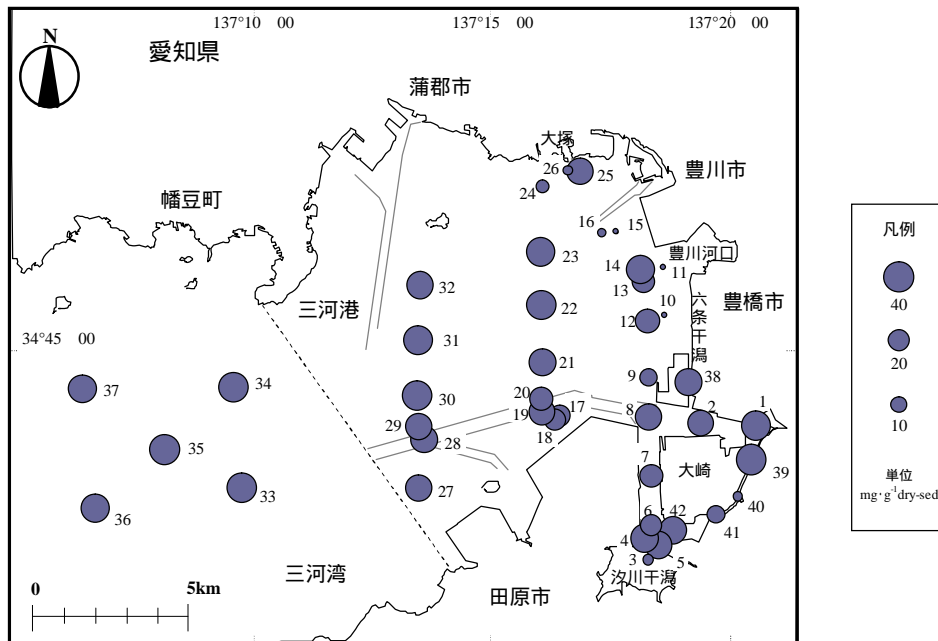 137°10 00
137°15 00
137°20 00
N
愛知県
蒲郡市
大塚
26
25
豊川市
24
幡豆町
16
15
豊川河口
23
14
11
13
32
三河港
22
10
豊橋市
12
六条干潟
34°45 00
31
21
9
38
37
34
30
20
19
17
18
8
2
1
29
28
35
7
大崎
39
33
27
40
36
6
42
41
4
3
5
汐川干潟
三河湾
田原市
0
5km
凡例
40
20
10
単位
mg·g⁻¹dry-sed